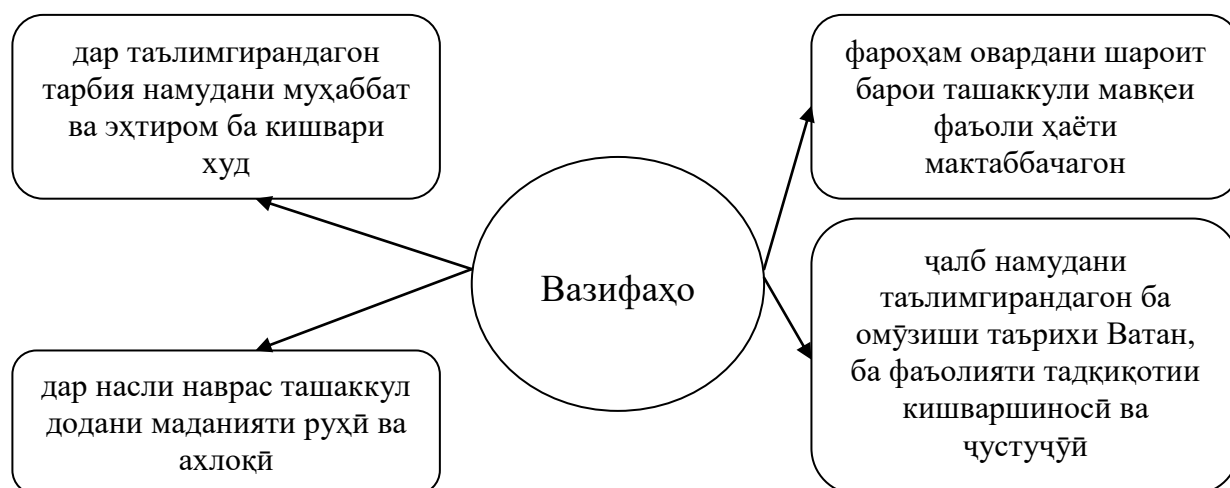 дар таълимгирандагон
тарбия намудани муҳаббат
ва эҳтиром ба кишвари
худ
фароҳам овардани шароит
барои ташаккули мавқеи
фаъоли ҳаёти
мактаббачагон
Вазифаҳо
дар насли наврас ташаккул
додани маданияти руҳӣ ва
ахлоқӣ
ҷалб намудани
таълимгирандагон ба
омӯзиши таърихи Ватан,
ба фаъолияти тадқиқотии
кишваршиносӣ ва
ҷустуҷӯӣ